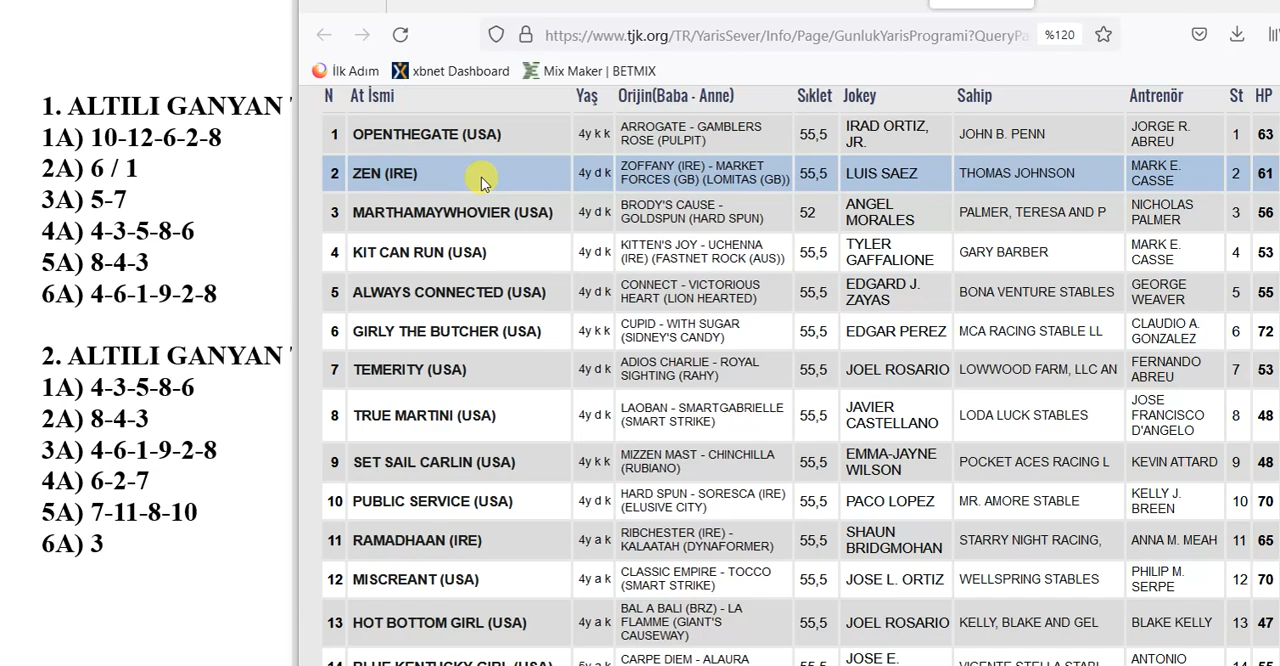 1. ALTILI GANYAN
1A) 10-12-6-2-8
2A) 6 / 1
3A) 5-7
4A) 4-3-5-8-6
5A) 8-4-3
6A) 4-6-1-9-2-8
2. ALTILI GANYAN
1A) 4-3-5-8-6
2A) 8-4-3
3A) 4-6-1-9-2-8
4A) 6-2-7
5A) 7-11-8-10
6A) 3
https://www.tjk.org/TR/YarisSever/Info/Page/GunlukYarisProgrami?QueryPa %120
İlk Adım xbnet Dashboard Mix Maker | BETMIX
N At İsmi Yaş Orijin(Baba - Anne) Sıklet Jokey Sahip Antrenör St HP
1 OPENTHEGATE (USA) 4y k k ARROGATE - GAMBLERS ROSE (PULPIT) 55,5 IRAD ORTIZ, JR. JOHN B. PENN JORGE R. ABREU 1 63
2 ZEN (IRE) 4y d k ZOFFANY (IRE) - MARKET FORCES (GB) (LOMITAS (GB)) 55,5 LUIS SAEZ THOMAS JOHNSON MARK E. CASSE 2 61
3 MARTHAMAYWHOVIER (USA) 4y d k BRODY'S CAUSE - GOLDSPUN (HARD SPUN) 52 ANGEL MORALES PALMER, TERESA AND P NICHOLAS PALMER 3 56
4 KIT CAN RUN (USA) 4y d k KITTEN'S JOY - UCHENNA (IRE) (FASTNET ROCK (AUS)) 55,5 TYLER GAFFALIONE GARY BARBER MARK E. CASSE 4 53
5 ALWAYS CONNECTED (USA) 4y d k CONNECT - VICTORIOUS HEART (LION HEARTED) 55,5 EDGARD J. ZAYAS BONA VENTURE STABLES GEORGE WEAVER 5 55
6 GIRLY THE BUTCHER (USA) 4y k k CUPID - WITH SUGAR (SIDNEY'S CANDY) 55,5 EDGAR PEREZ MCA RACING STABLE LL CLAUDIO A. GONZALEZ 6 72
7 TEMERITY (USA) 4y d k ADIOS CHARLIE - ROYAL SIGHTING (RAHY) 55,5 JOEL ROSARIO LOWWOOD FARM, LLC AN FERNANDO ABREU 7 53
8 TRUE MARTINI (USA) 4y d k LAOBAN - SMARTGABRIELLE (SMART STRIKE) 55,5 JAVIER CASTELLANO LODA LUCK STABLES JOSE FRANCISCO D'ANGELO 8 48
9 SET SAIL CARLIN (USA) 4y k k MIZZEN MAST - CHINCHILLA (RUBIANO) 55,5 EMMA-JAYNE WILSON POCKET ACES RACING L KEVIN ATTARD 9 48
10 PUBLIC SERVICE (USA) 4y d k HARD SPUN - SORESCA (IRE) (ELUSIVE CITY) 55,5 PACO LOPEZ MR. AMORE STABLE KELLY J. BREEN 10 70
11 RAMADHAAN (IRE) 4y a k RIBCHESTER (IRE) - KALAATAH (DYNAFORMER) 55,5 SHAUN BRIDGMOHAN STARRY NIGHT RACING, ANNA M. MEAH 11 65
12 MISCREANT (USA) 4y a k CLASSIC EMPIRE - TOCCO (SMART STRIKE) 55,5 JOSE L. ORTIZ WELLSPRING STABLES PHILIP M. SERPE 12 70
13 HOT BOTTOM GIRL (USA) 4y a k BAL A BALI (BRZ) - LA FLAMME (GIANT'S CAUSEWAY) 55,5 JOEL ROSARIO KELLY, BLAKE AND GEL BLAKE KELLY 13 47
CARPE DIEM - ALAURA JOSE E. ANTONIO